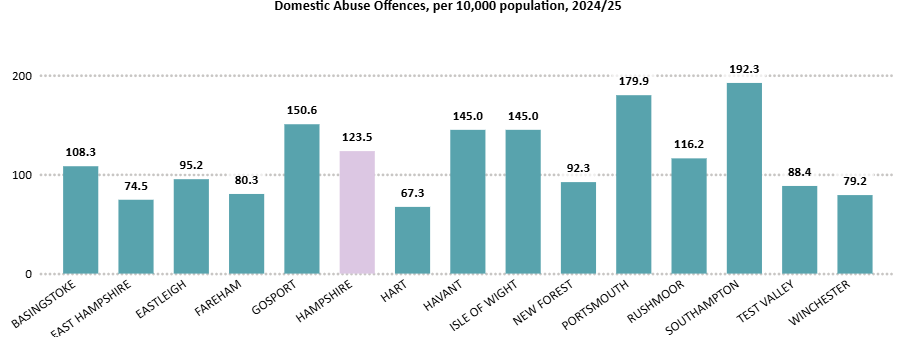 Domestic Abuse Offences, per 10,000 population, 2024/25
200
100
0
108.3
74.5
95.2
80.3
150.6
123.5
67.3
145.0
145.0
92.3
179.9
116.2
192.3
88.4
79.2
BASINGSTOKE
EAST HAMPSHIRE
EASTLEIGH
FAREHAM
GOSPORT
HAMPSHIRE
HART
HAVANT
ISLE OF WIGHT
NEW FOREST
PORTSMOUTH
RUSHMOOR
SOUTHAMPTON
TEST VALLEY
WINCHESTER